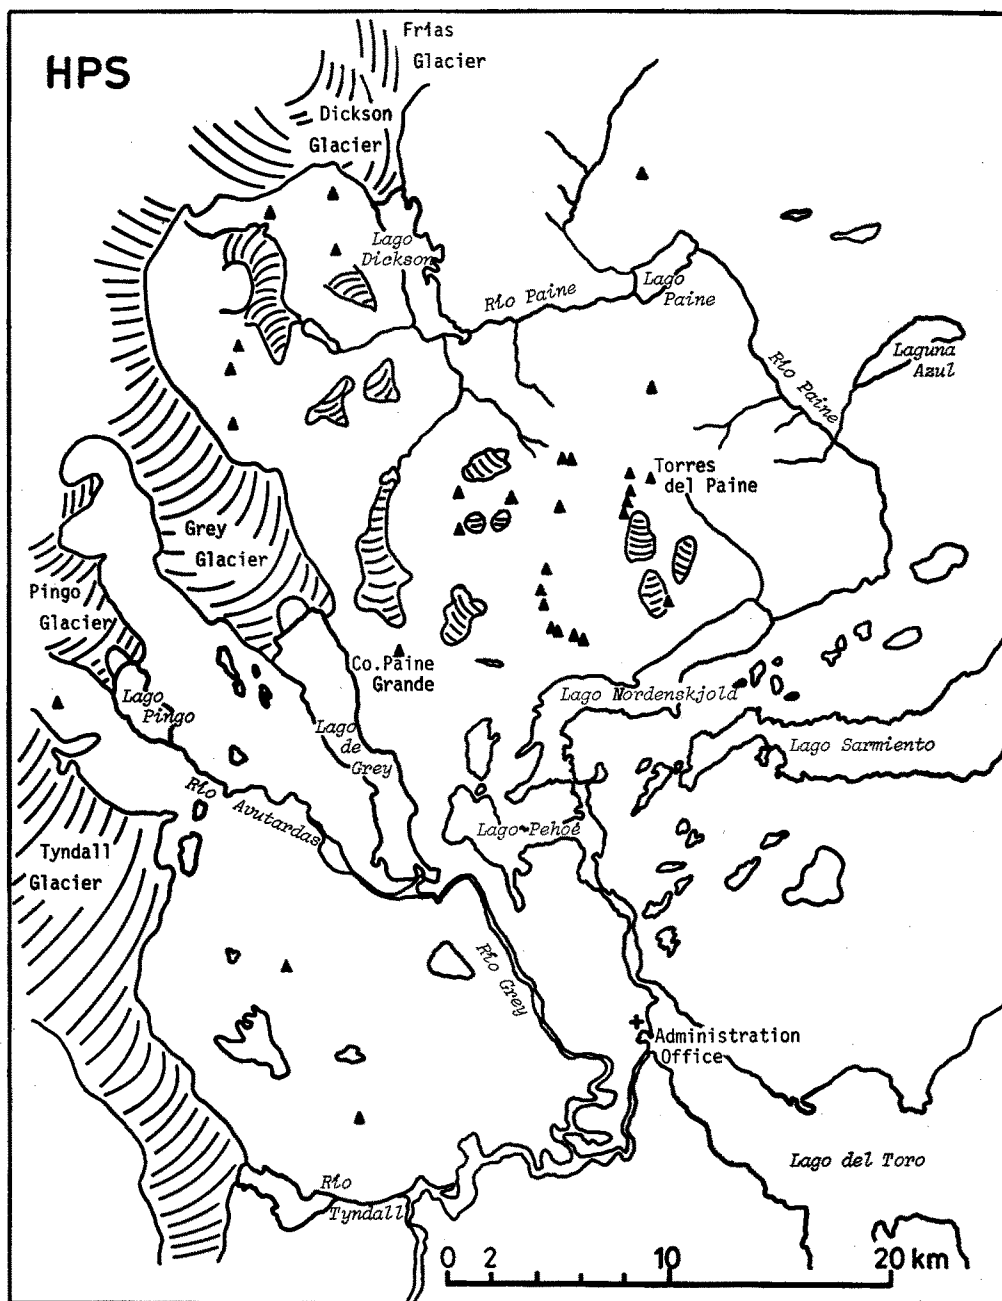 HPS
Frias
Glacier
Dickson
Glacier
Lago
Dickson
Río Paine
Lago
Paine
Río Paine
Laguna
Azul
Torres
del Paine
Grey
Glacier
Pingo
Glacier
Co. Paine
Grande
Lago
Pingo
Lago
de
Grey
Lago Nordenskjold
Lago Sarmiento
Río Avutardas
Lago Pehoé
Tyndall
Glacier
Río Grey
Administration
Office
Lago del Toro
Río
Tyndall
0 2 10 20 km